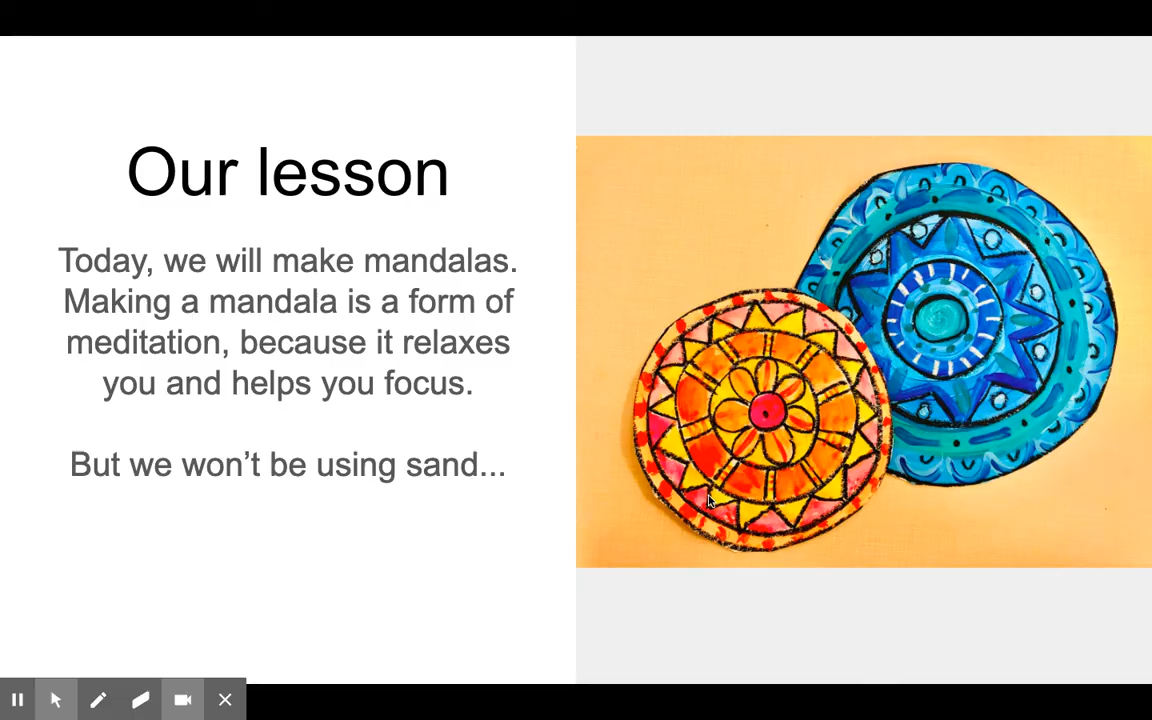 Our lesson
Today, we will make mandalas.
Making a mandala is a form of
meditation, because it relaxes
you and helps you focus.
But we won’t be using sand...